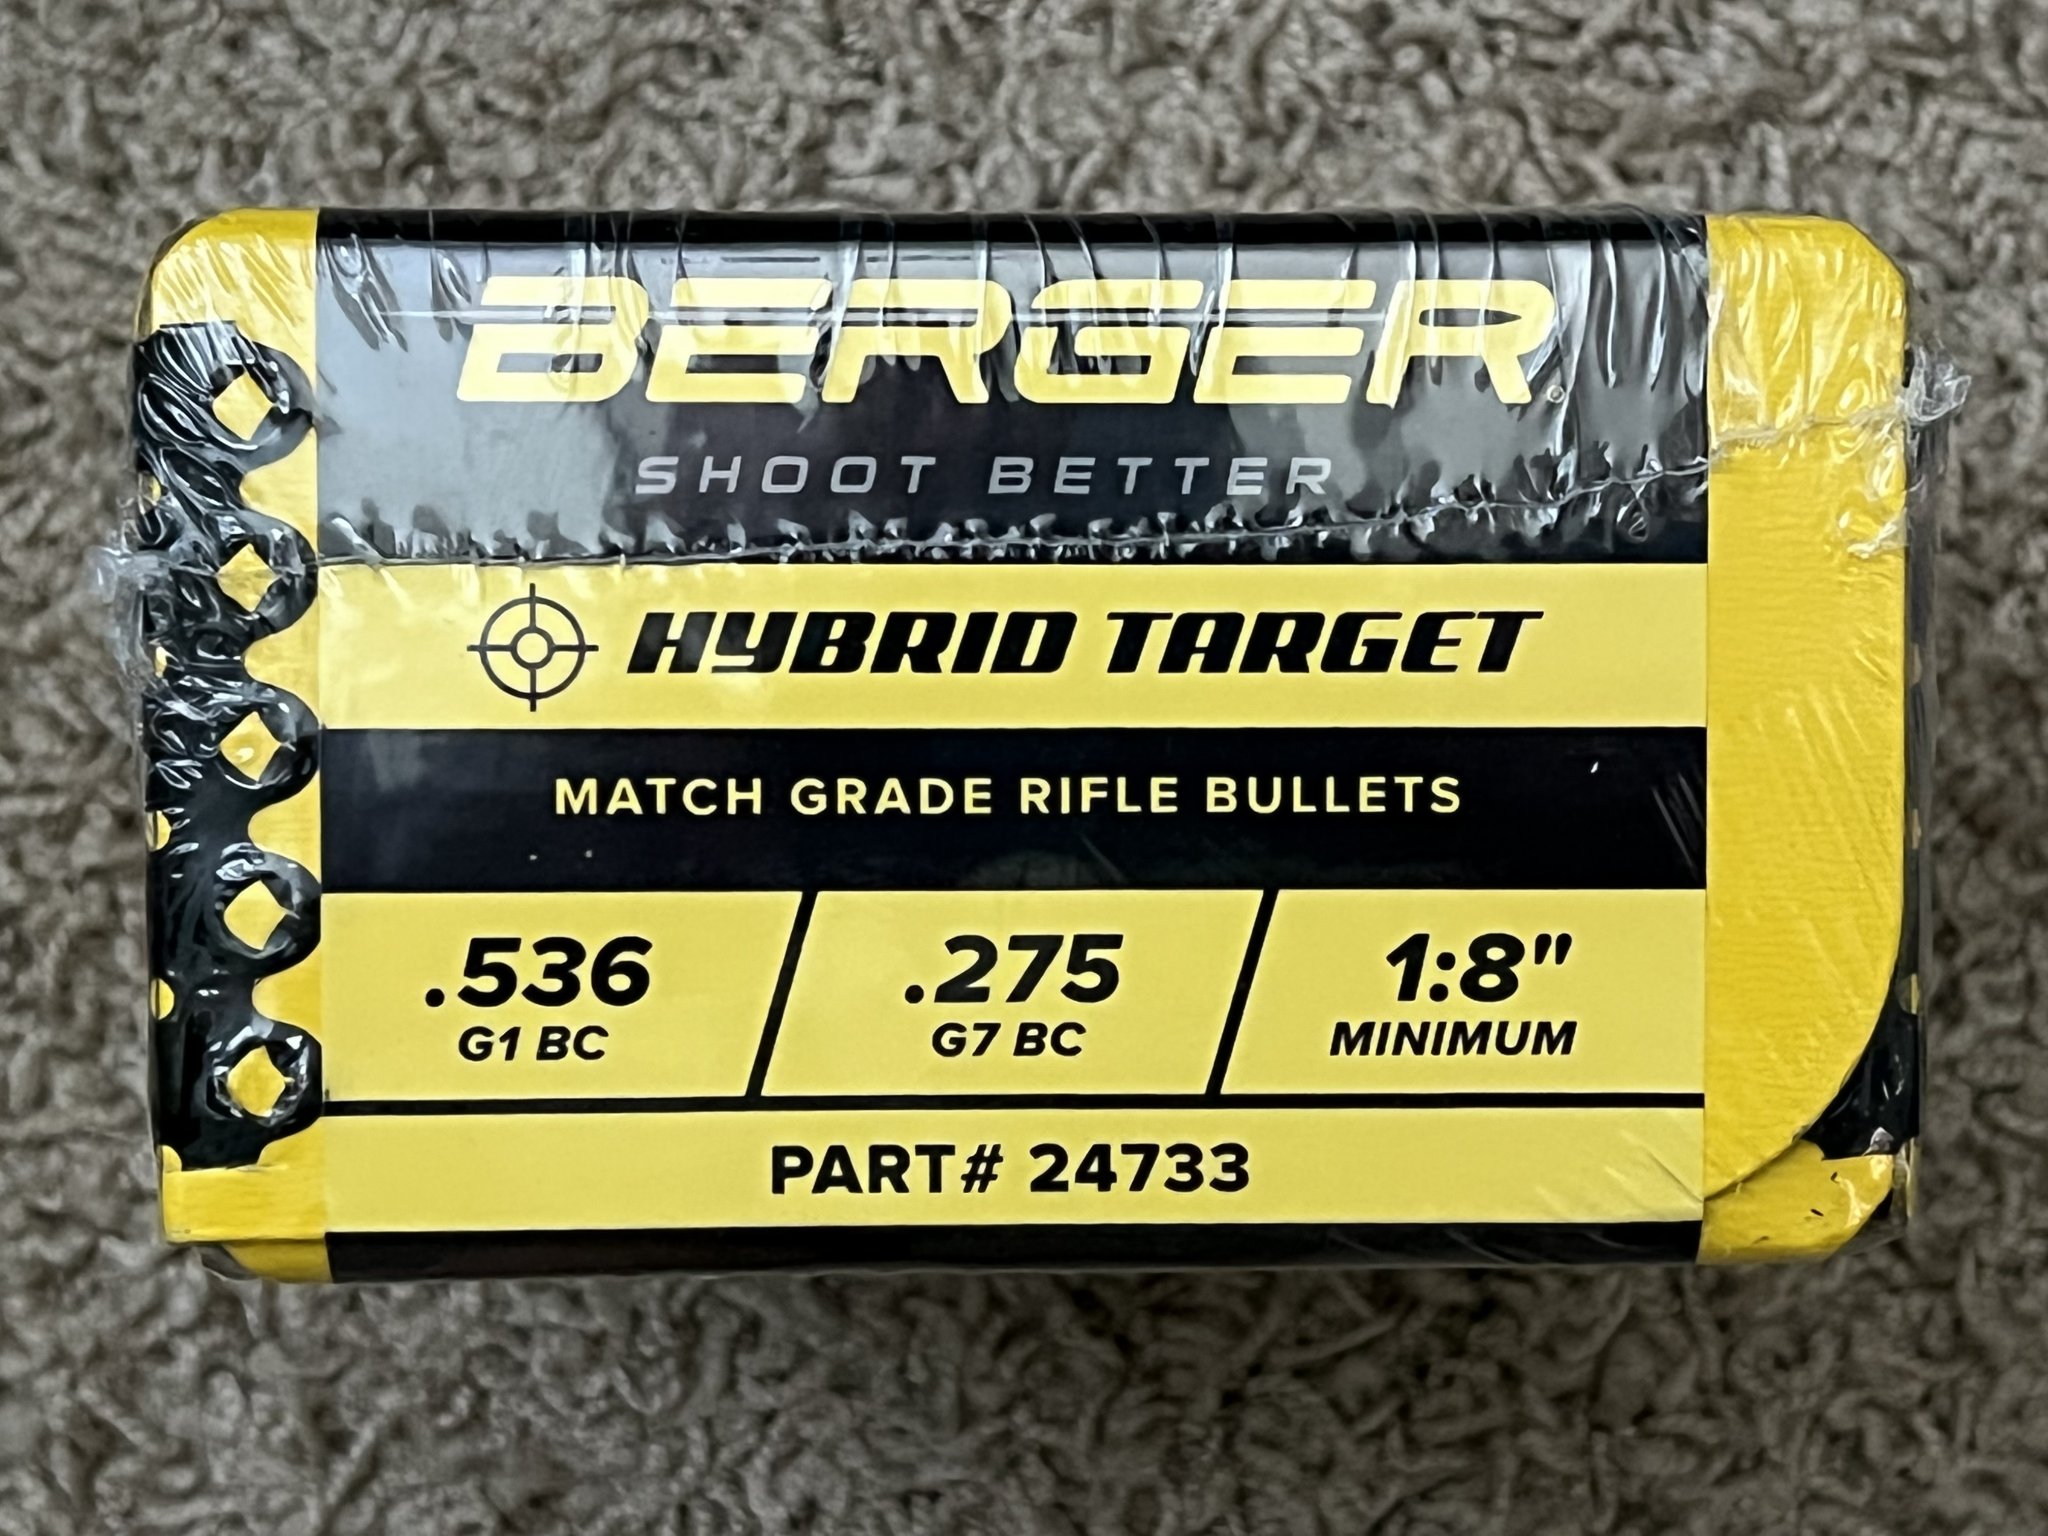 BERGER
SHOOT BETTER
HYBRID TARGET
MATCH GRADE RIFLE BULLETS
.536
G1 BC
.275
G7 BC
1:8"
MINIMUM
PART# 24733